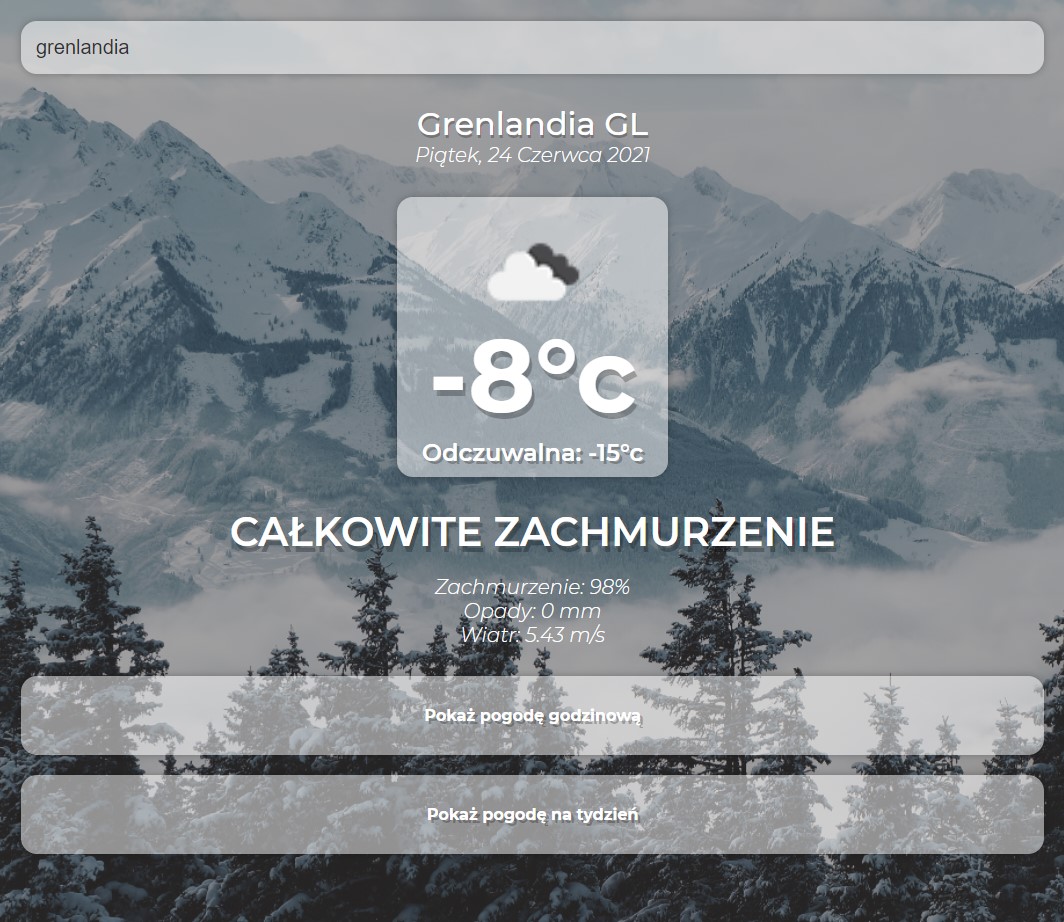 grenlandia
Grenlandia GL
Piątek, 24 Czerwca 2021
-8°c
Odczuwalna: -15°c
CAŁKOWITE ZACHMURZENIE
Zachmurzenie: 98%
Opady: 0 mm
Wiatr: 5.43 m/s
Pokaż pogodę godzinową
Pokaż pogodę na tydzień